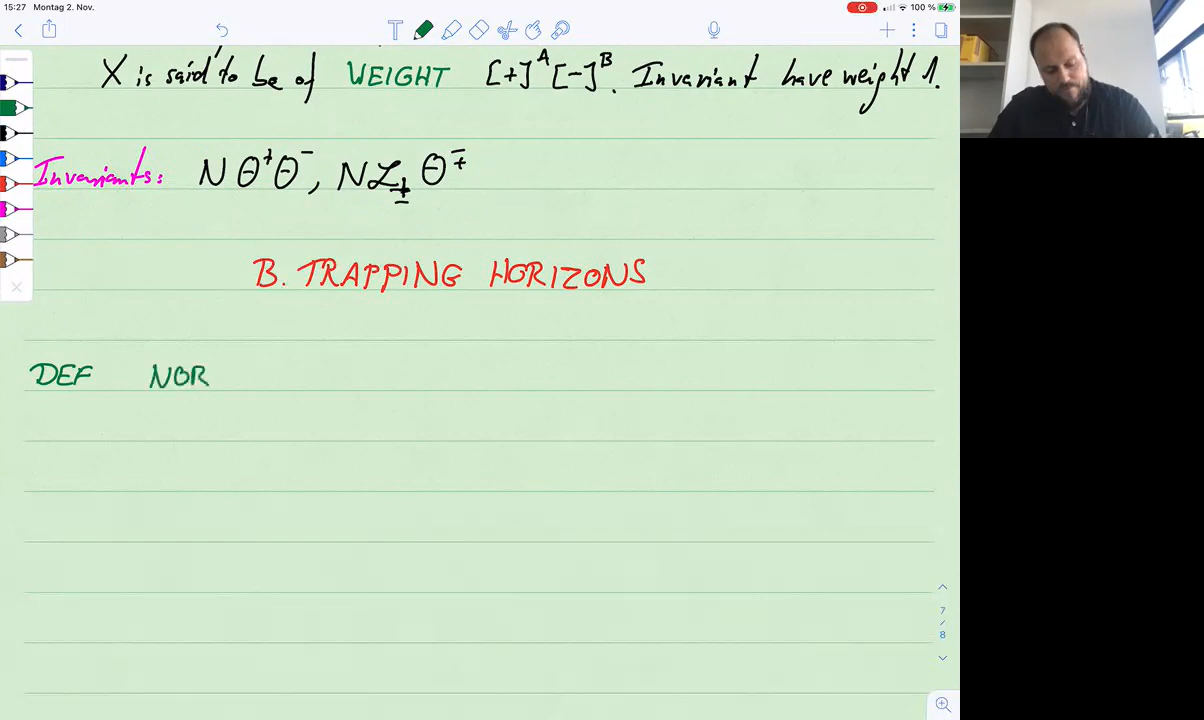 15:27 Montag 2. Nov. 100 %
X is said to be of WEIGHT [+]^A [-]^B. Invariant have weight 1.
Invariants: N Θ⁺Θ⁻, N ℒ± Θ∓
B. TRAPPING HORIZONS
DEF NOR
7
/
8